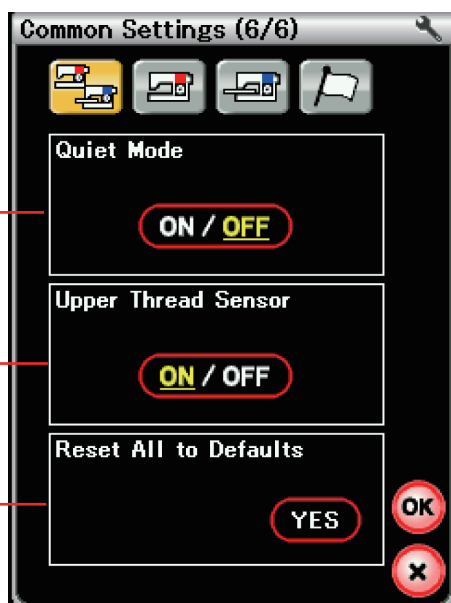 Common Settings (6/6)
Quiet Mode
ON / OFF
Upper Thread Sensor
ON / OFF
Reset All to Defaults
YES
OK